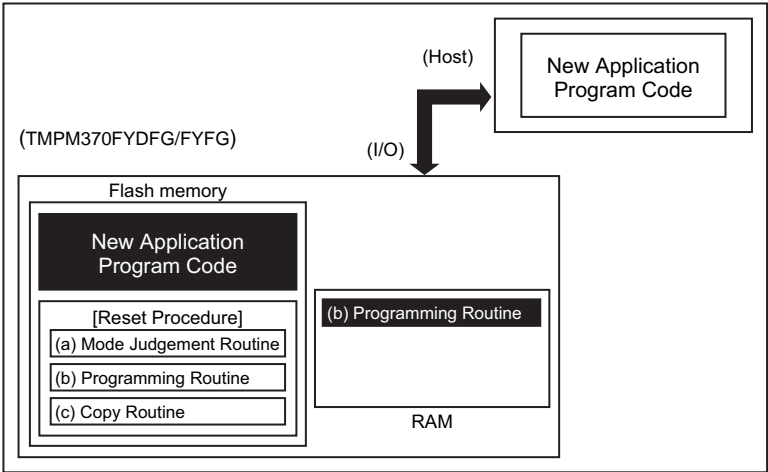 (Host)
New Application
Program Code
(TMPM370FYDFG/FYFG)
(I/O)
Flash memory
New Application
Program Code
[Reset Procedure]
(a) Mode Judgement Routine
(b) Programming Routine
(c) Copy Routine
(b) Programming Routine
RAM